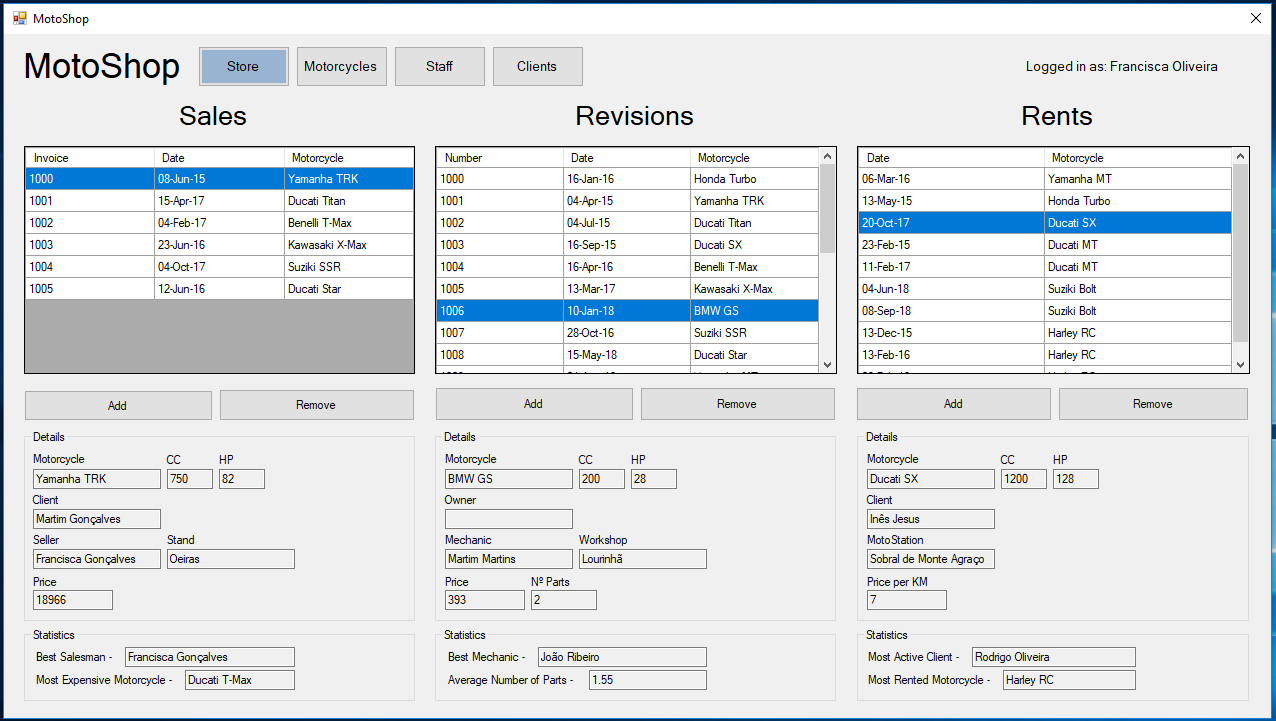 MotoShop
MotoShop Store Motorcycles Staff Clients Logged in as: Francisca Oliveira
Sales
Invoice Date Motorcycle
1000 08-Jun-15 Yamanha TRK
1001 15-Apr-17 Ducati Titan
1002 04-Feb-17 Benelli T-Max
1003 23-Jun-16 Kawasaki X-Max
1004 04-Oct-17 Suziki SSR
1005 12-Jun-16 Ducati Star
Add Remove
Details
Motorcycle CC HP
Yamanha TRK 750 82
Client
Martim Gonçalves
Seller Stand
Francisca Gonçalves Oeiras
Price
18966
Statistics
Best Salesman - Francisca Gonçalves
Most Expensive Motorcycle - Ducati T-Max
Revisions
Number Date Motorcycle
1000 16-Jan-16 Honda Turbo
1001 04-Apr-15 Yamanha TRK
1002 04-Jul-15 Ducati Titan
1003 16-Sep-15 Ducati SX
1004 16-Apr-16 Benelli T-Max
1005 13-Mar-17 Kawasaki X-Max
1006 10-Jan-18 BMW GS
1007 28-Oct-16 Suziki SSR
1008 15-May-18 Ducati Star
Add Remove
Details
Motorcycle CC HP
BMW GS 200 28
Owner
Mechanic Workshop
Martim Martins Lourinhã
Price Nº Parts
393 2
Statistics
Best Mechanic - João Ribeiro
Average Number of Parts - 1.55
Rents
Date Motorcycle
06-Mar-16 Yamanha MT
13-May-15 Honda Turbo
20-Oct-17 Ducati SX
23-Feb-15 Ducati MT
11-Feb-17 Ducati MT
04-Jun-18 Suziki Bolt
08-Sep-18 Suziki Bolt
13-Dec-15 Harley RC
13-Feb-16 Harley RC
Add Remove
Details
Motorcycle CC HP
Ducati SX 1200 128
Client
Inês Jesus
MotoStation
Sobral de Monte Agraço
Price per KM
7
Statistics
Most Active Client - Rodrigo Oliveira
Most Rented Motorcycle - Harley RC